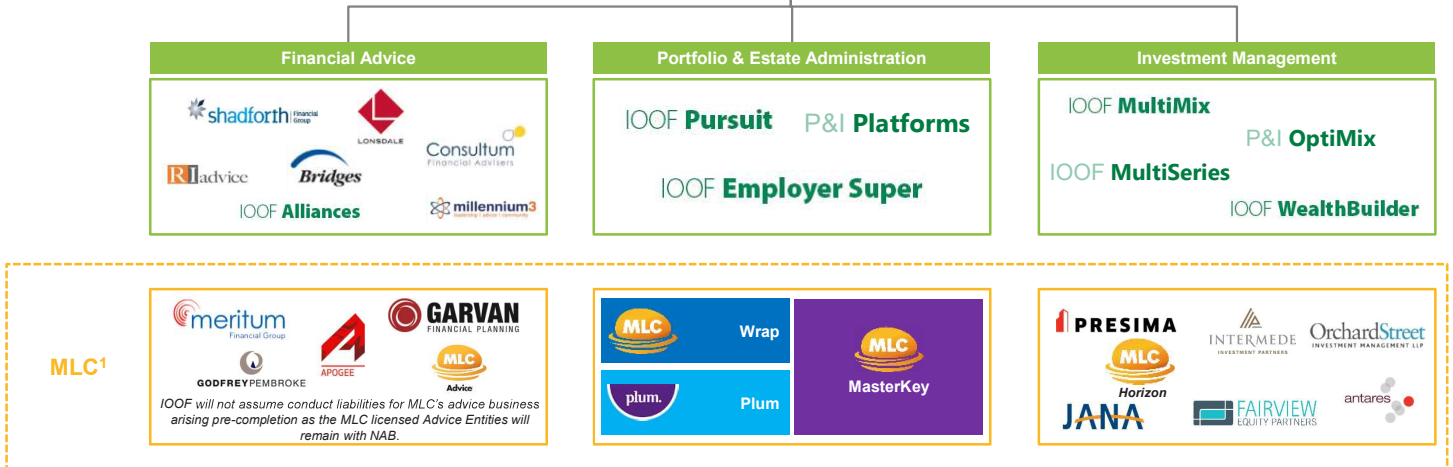 Financial Advice
shadforth Financial Group
LONSDALE
Consultum
Financial Advisers
RI advice
Bridges
IOOF Alliances
millennium3
leadership | advice | community
Portfolio & Estate Administration
IOOF Pursuit
P&I Platforms
IOOF Employer Super
Investment Management
IOOF MultiMix
P&I OptiMix
IOOF MultiSeries
IOOF WealthBuilder
MLC¹
meritum
Financial Group
GARVAN
FINANCIAL PLANNING
APOGEE
GODFREYPEMBROKE
MLC
Advice
IOOF will not assume conduct liabilities for MLC's advice business
arising pre-completion as the MLC licensed Advice Entities will
remain with NAB.
MLC
Wrap
plum.
Plum
MLC
MasterKey
PRESIMA
INTERMEDE
INVESTMENT PARTNERS
OrchardStreet
INVESTMENT MANAGEMENT LLP
MLC
Horizon
JANA
FAIRVIEW
EQUITY PARTNERS
antares